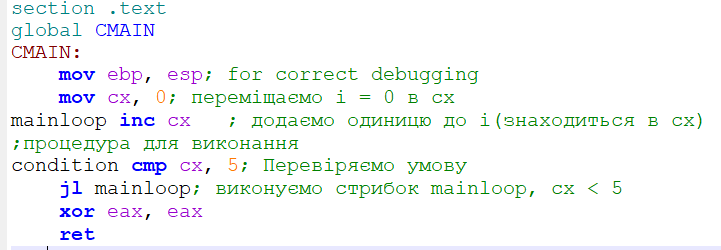 section .text
global CMAIN
CMAIN:
    mov ebp, esp; for correct debugging
    mov cx, 0; переміщаємо i = 0 в cx
mainloop inc cx   ; додаємо одиницю до i(знаходиться в cx)
;процедура для виконання
condition cmp cx, 5; Перевіряємо умову
    jl mainloop; виконуємо стрибок mainloop, cx < 5
    xor eax, eax
    ret